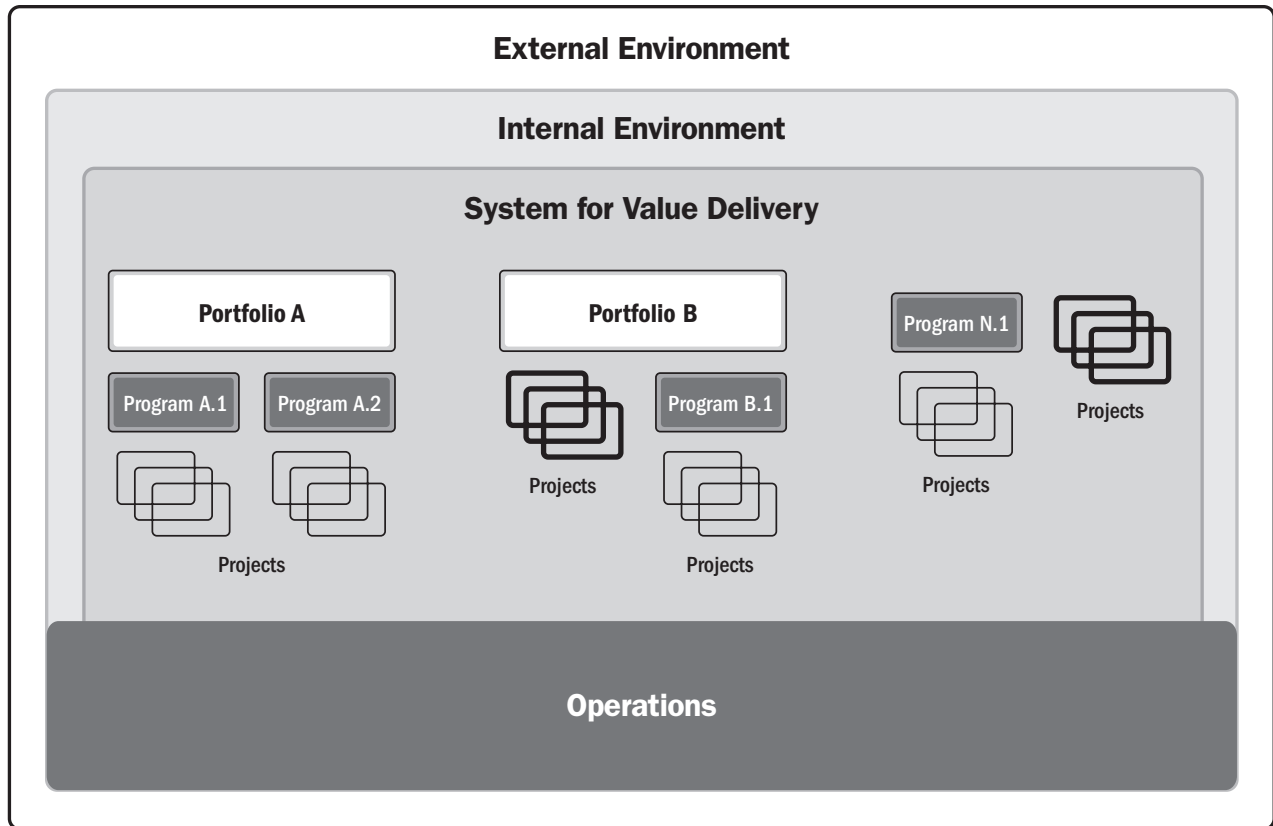 External Environment
Internal Environment
System for Value Delivery
Portfolio A
Portfolio B
Program N.1
Projects
Program A.1
Program A.2
Projects
Program B.1
Projects
Projects
Projects
Operations